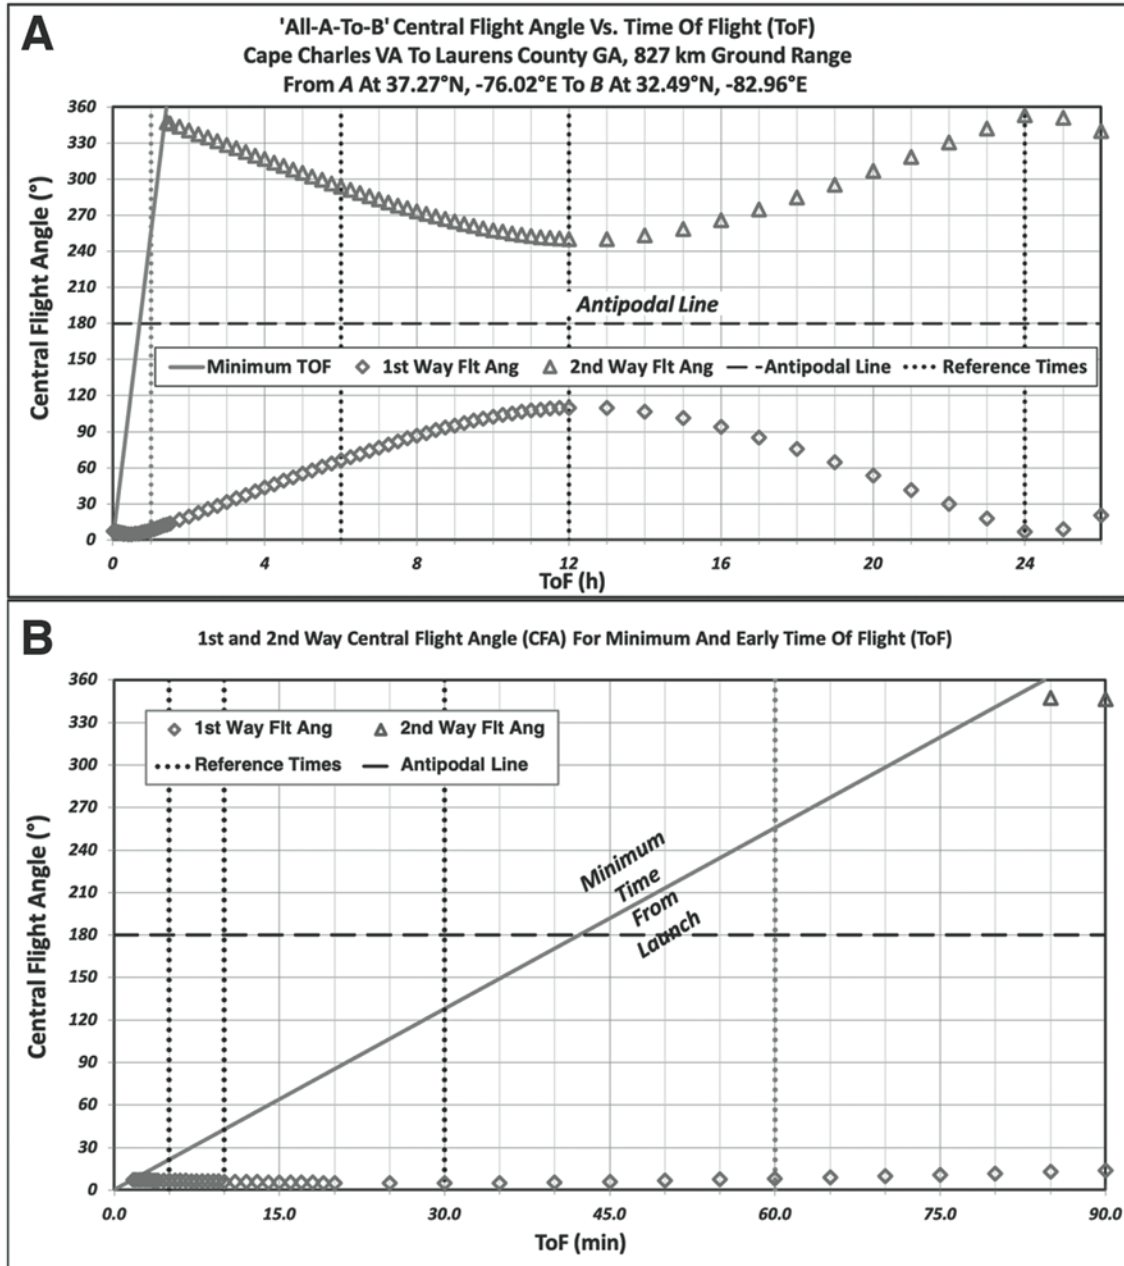 A
'All-A-To-B' Central Flight Angle Vs. Time Of Flight (ToF)
Cape Charles VA To Laurens County GA, 827 km Ground Range
From A At 37.27°N, -76.02°E To B At 32.49°N, -82.96°E
Central Flight Angle (°)
360
330
300
270
240
210
180
150
120
90
60
30
0
Antipodal Line
Minimum TOF 1st Way Flt Ang 2nd Way Flt Ang Antipodal Line Reference Times
0 4 8 12 16 20 24
ToF (h)
B
1st and 2nd Way Central Flight Angle (CFA) For Minimum And Early Time Of Flight (ToF)
Central Flight Angle (°)
360
330
300
270
240
210
180
150
120
90
60
30
0
1st Way Flt Ang 2nd Way Flt Ang
Reference Times Antipodal Line
Minimum
Time
From
Launch
0.0 15.0 30.0 45.0 60.0 75.0 90.0
ToF (min)